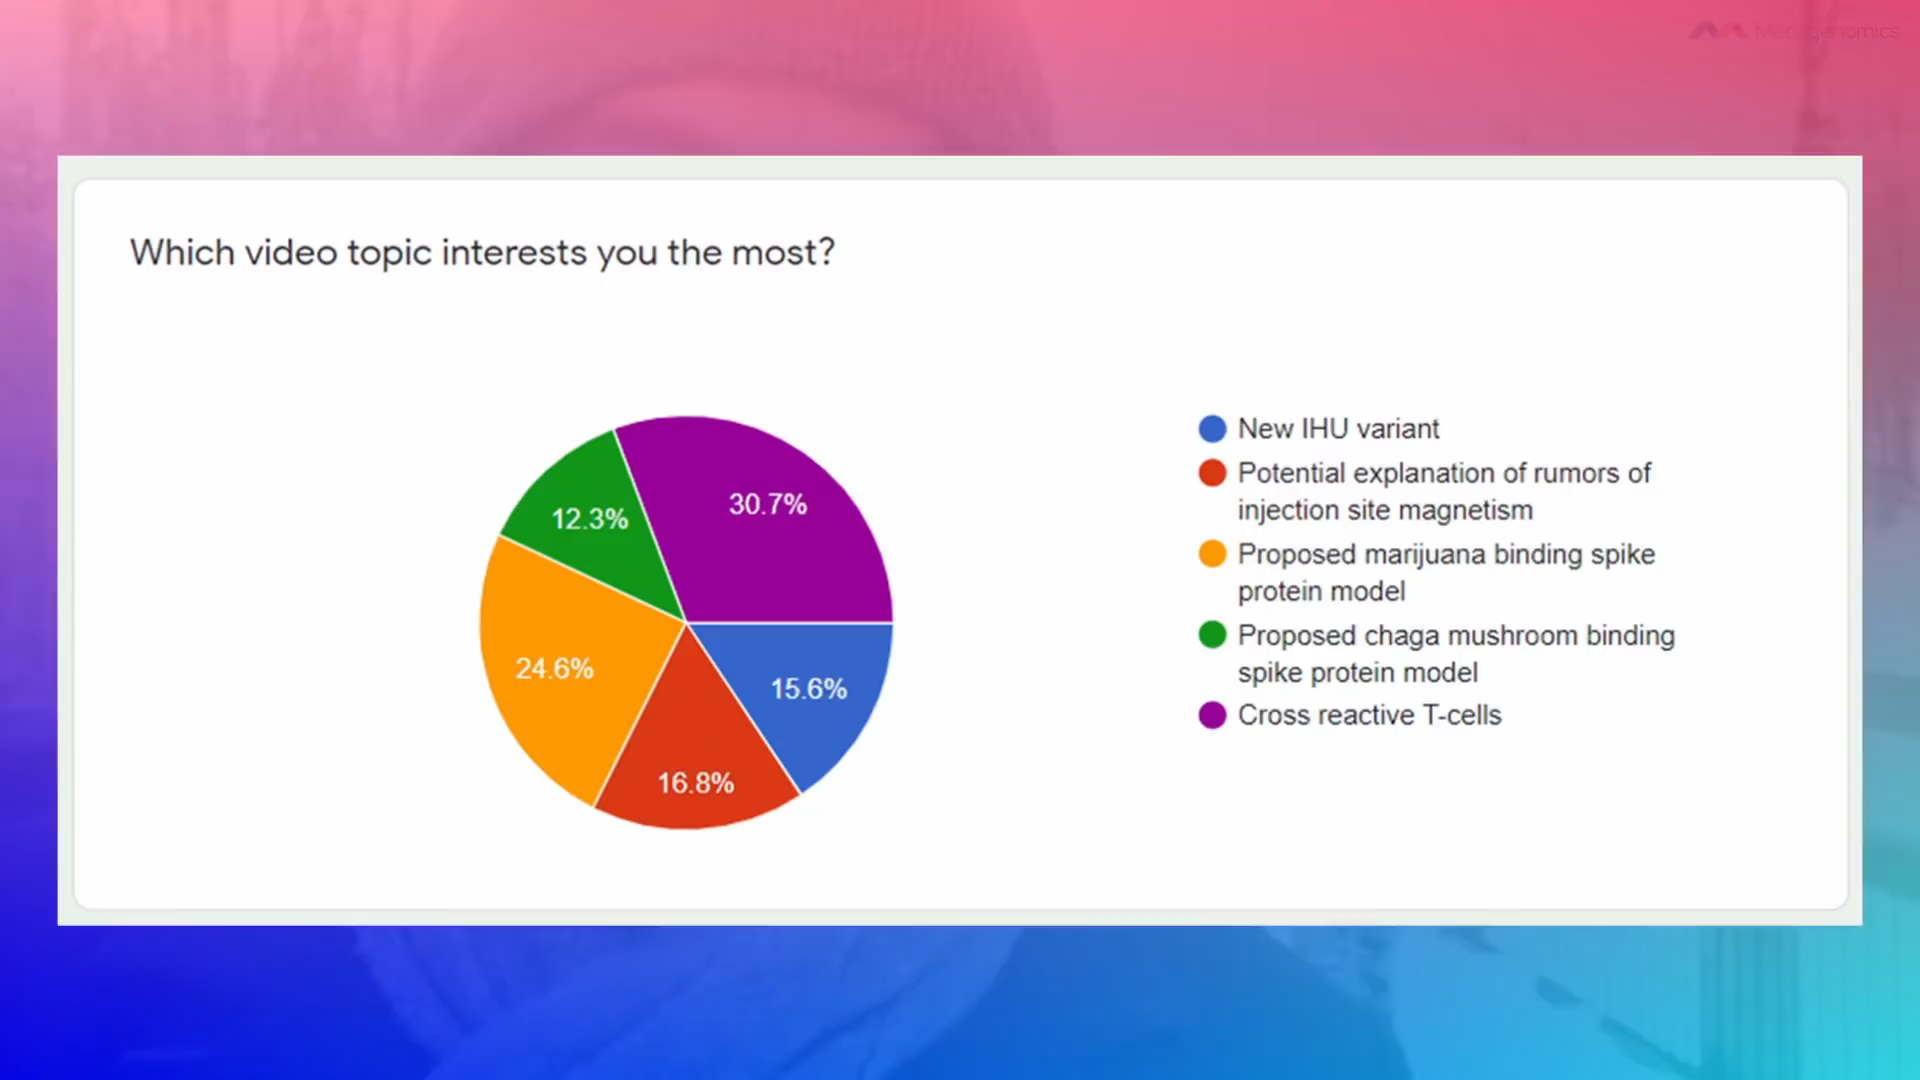 Which video topic interests you the most?
30.7%
12.3%
24.6%
15.6%
16.8%
New IHU variant
Potential explanation of rumors of
injection site magnetism
Proposed marijuana binding spike
protein model
Proposed chaga mushroom binding
spike protein model
Cross reactive T-cells